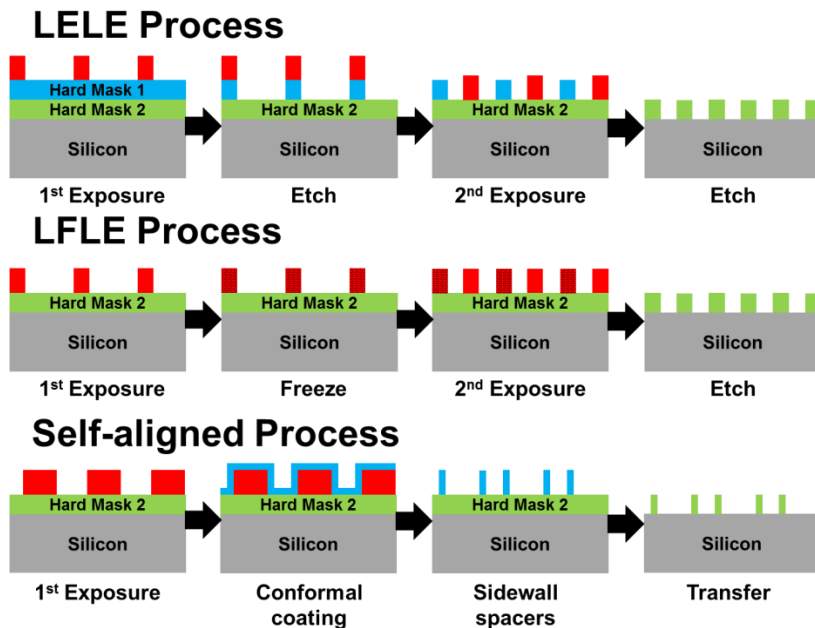 LELE Process
Hard Mask 1
Hard Mask 2
Silicon
1st Exposure
Hard Mask 2
Silicon
Etch
Hard Mask 2
Silicon
2nd Exposure
Silicon
Etch
LFLE Process
Hard Mask 2
Silicon
1st Exposure
Hard Mask 2
Silicon
Freeze
Hard Mask 2
Silicon
2nd Exposure
Silicon
Etch
Self-aligned Process
Hard Mask 2
Silicon
1st Exposure
Hard Mask 2
Silicon
Conformal
coating
Hard Mask 2
Silicon
Sidewall
spacers
Silicon
Transfer